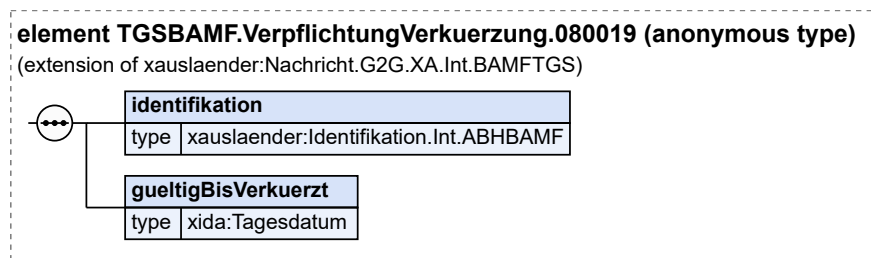 element TGSBAMF.VerpflichtungVerkuerzung.080019 (anonymous type)
(extension of xauslaender:Nachricht.G2G.XA.Int.BAMFTGS)
identifikation
type xauslaender:Identifikation.Int.ABHBAMF
gueltigBisVerkuerzt
type xida:Tagesdatum